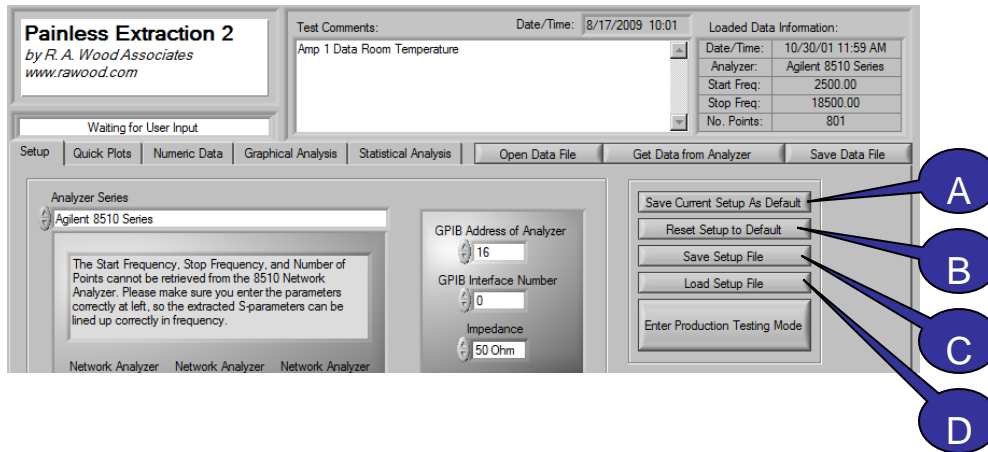 Painless Extraction 2
by R. A. Wood Associates
www.rawood.com
Waiting for User Input
Test Comments:
Date/Time: 8/17/2009 10:01
Amp 1 Data Room Temperature
Loaded Data Information:
Date/Time: 10/30/01 11:59 AM
Analyzer: Agilent 8510 Series
Start Freq: 2500.00
Stop Freq: 18500.00
No. Points: 801
Setup Quick Plots Numeric Data Graphical Analysis Statistical Analysis Open Data File Get Data from Analyzer Save Data File
Analyzer Series
Agilent 8510 Series
The Start Frequency, Stop Frequency, and Number of
Points cannot be retrieved from the 8510 Network
Analyzer. Please make sure you enter the parameters
correctly at left, so the extracted S-parameters can be
lined up correctly in frequency.
Network Analyzer Network Analyzer Network Analyzer
GPIB Address of Analyzer
16
GPIB Interface Number
0
Impedance
50 Ohm
Save Current Setup As Default
Reset Setup to Default
Save Setup File
Load Setup File
Enter Production Testing Mode
A
B
C
D